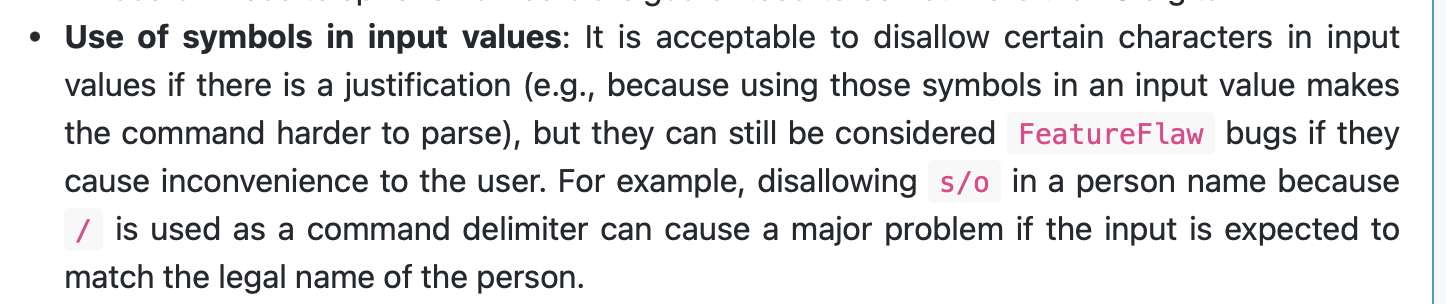 • Use of symbols in input values: It is acceptable to disallow certain characters in input
values if there is a justification (e.g., because using those symbols in an input value makes
the command harder to parse), but they can still be considered FeatureFlaw bugs if they
cause inconvenience to the user. For example, disallowing s/o in a person name because
/ is used as a command delimiter can cause a major problem if the input is expected to
match the legal name of the person.